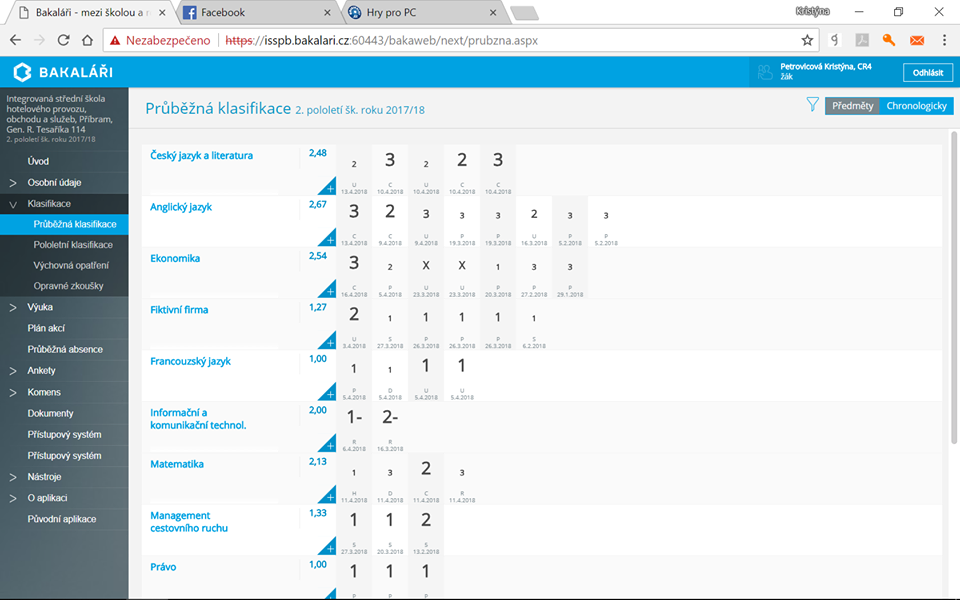 Bakaláři - mezi školou a r
Facebook
Hry pro PC
Kristýna
Nezabezpečeno
https://isspb.bakalari.cz:60443/bakaweb/next/prubzna.aspx
BAKALÁŘI
Petrovicová Kristýna, CR4
žák
Odhlásit
Integrovaná střední škola
hotelového provozu,
obchodu a služeb, Příbram,
Gen. R. Tesaříka 114
2. pololetí šk. roku 2017/18
Úvod
Osobní údaje
Klasifikace
Průběžná klasifikace
Pololetní klasifikace
Výchovná opatření
Opravné zkoušky
Výuka
Plán akcí
Průběžná absence
Ankety
Komens
Dokumenty
Přístupový systém
Přístupový systém
Nástroje
O aplikaci
Původní aplikace
Průběžná klasifikace 2. pololetí šk. roku 2017/18
Předměty Chronologicky
Český jazyk a literatura 2,48 2 3 2 2 3
U C U C C
13.4.2018 10.4.2018 10.4.2018 10.4.2018 10.4.2018
Anglický jazyk 2,67 3 2 3 3 3 2 3 3
C C U P P U P P
13.4.2018 9.4.2018 9.4.2018 19.3.2018 19.3.2018 16.3.2018 5.2.2018 5.2.2018
Ekonomika 2,54 3 2 X X 1 3 3
C P U U P P P
16.4.2018 5.4.2018 23.3.2018 23.3.2018 20.3.2018 27.2.2018 29.1.2018
Fiktivní firma 1,27 2 1 1 1 1 1
U S P P P S
3.4.2018 27.3.2018 26.3.2018 26.3.2018 26.3.2018 6.2.2018
Francouzský jazyk 1,00 1 1 1 1
P D U U
5.4.2018 5.4.2018 5.4.2018 5.4.2018
Informační a
komunikační technol. 2,00 1- 2-
R R
6.4.2018 16.3.2018
Matematika 2,13 1 3 2 3
H D C R
11.4.2018 11.4.2018 11.4.2018 11.4.2018
Management
cestovního ruchu 1,33 1 1 2
S S S
27.3.2018 20.3.2018 13.2.2018
Právo 1,00 1 1 1
P P P